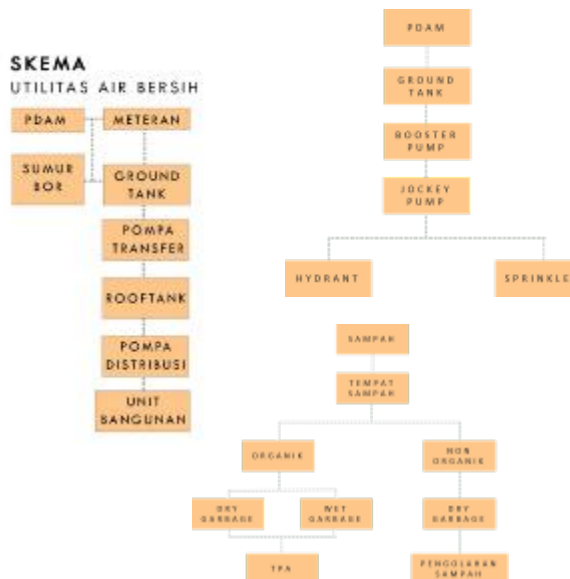 SKEMA
UTILITAS AIR BERSIH
PDAM
METERAN
SUMUR
BOR
GROUND
TANK
POMPA
TRANSFER
ROOFTANK
POMPA
DISTRIBUSI
UNIT
BANGUNAN
PDAM
GROUND
TANK
BOOSTER
PUMP
JOCKEY
PUMP
HYDRANT
SPRINKLE
SAMPAH
TEMPAT
SAMPAH
ORGANIK
NON
ORGANIK
DRY
GARBAGE
WET
GARBAGE
DRY
GARBAGE
TPA
PENGOLAHAN
SAMPAH